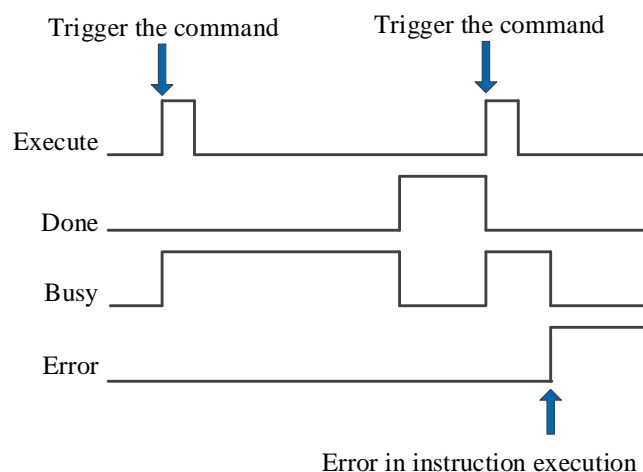 Trigger the command
Trigger the command
Execute
Done
Busy
Error
Error in instruction execution